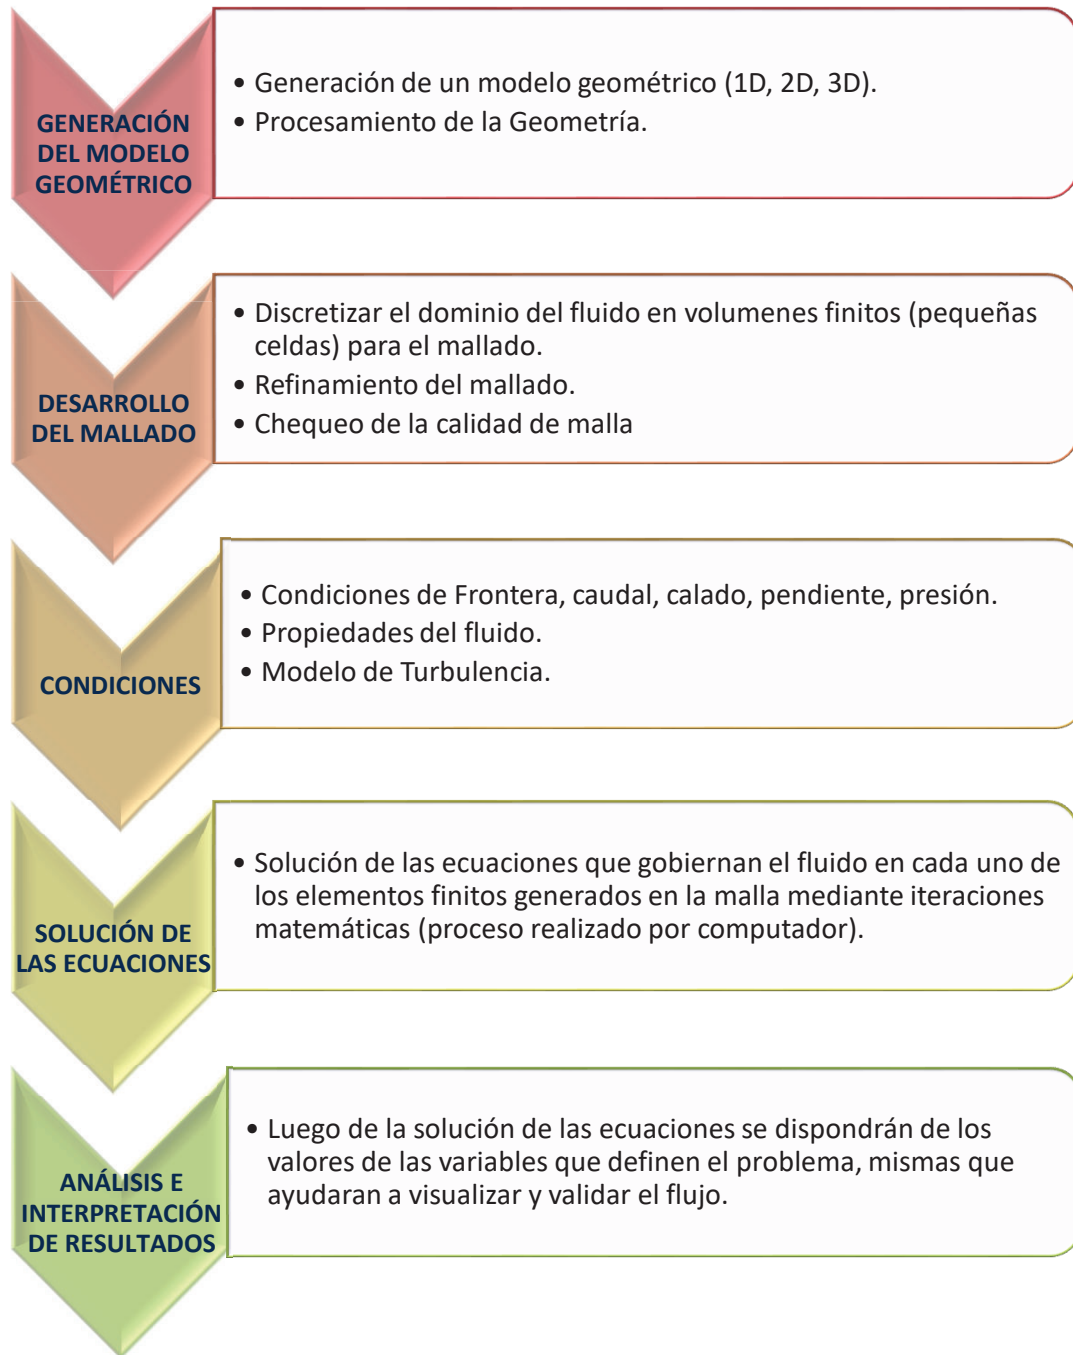 GENERACIÓN
DEL MODELO
GEOMÉTRICO
• Generación de un modelo geométrico (1D, 2D, 3D).
• Procesamiento de la Geometría.
DESARROLLO
DEL MALLADO
• Discretizar el dominio del fluido en volumenes finitos (pequeñas
celdas) para el mallado.
• Refinamiento del mallado.
• Chequeo de la calidad de malla
CONDICIONES
• Condiciones de Frontera, caudal, calado, pendiente, presión.
• Propiedades del fluido.
• Modelo de Turbulencia.
SOLUCIÓN DE
LAS ECUACIONES
• Solución de las ecuaciones que gobiernan el fluido en cada uno de
los elementos finitos generados en la malla mediante iteraciones
matemáticas (proceso realizado por computador).
ANÁLISIS E
INTERPRETACIÓN
DE RESULTADOS
• Luego de la solución de las ecuaciones se dispondrán de los
valores de las variables que definen el problema, mismas que
ayudaran a visualizar y validar el flujo.